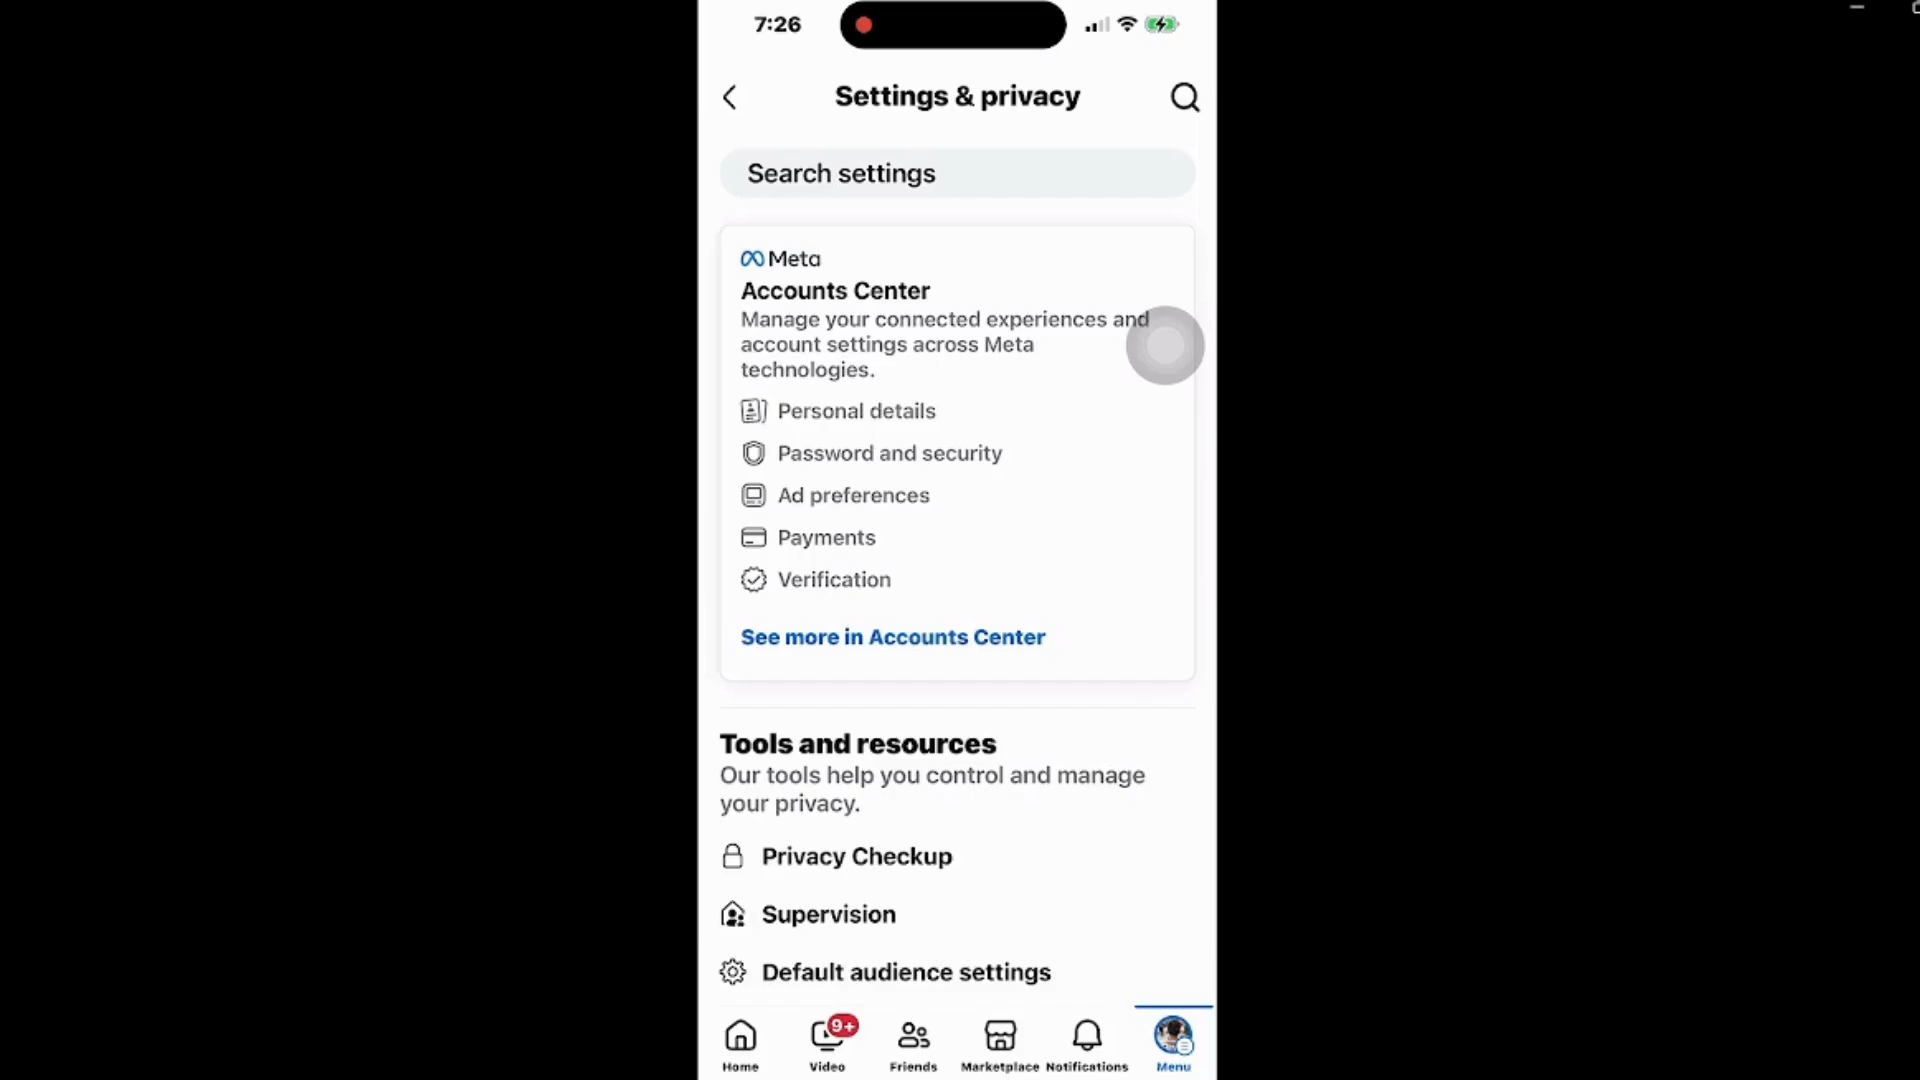 7:26
Settings & privacy
Search settings
Meta
Accounts Center
Manage your connected experiences and
account settings across Meta
technologies.
Personal details
Password and security
Ad preferences
Payments
Verification
See more in Accounts Center
Tools and resources
Our tools help you control and manage
your privacy.
Privacy Checkup
Supervision
Default audience settings
9+
Home Video Friends Marketplace Notifications Menu